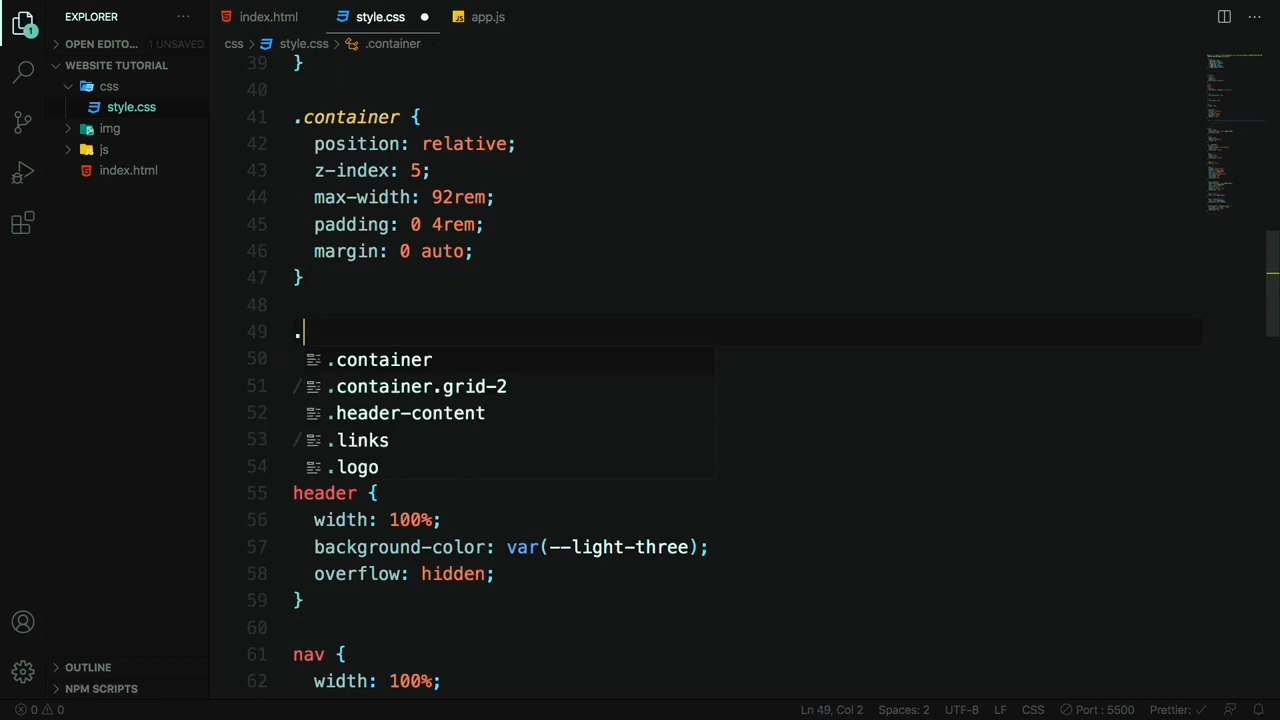 EXPLORER
index.html
style.css
app.js
OPEN EDITO... 1 UNSAVED
css style.css .container
WEBSITE TUTORIAL
css
style.css
img
js
index.html
1
39 }
40
41 .container {
42 position: relative;
43 z-index: 5;
44 max-width: 92rem;
45 padding: 0 4rem;
46 margin: 0 auto;
47 }
48
49 .
50 .container
51 / .container.grid-2
52 .header-content
53 / .links
54 .logo
55 header {
56 width: 100%;
57 background-color: var(--light-three);
58 overflow: hidden;
59 }
60
61 nav {
62 width: 100%;
OUTLINE
NPM SCRIPTS
0 0 Ln 49, Col 2 Spaces: 2 UTF-8 LF CSS Port : 5500 Prettier: